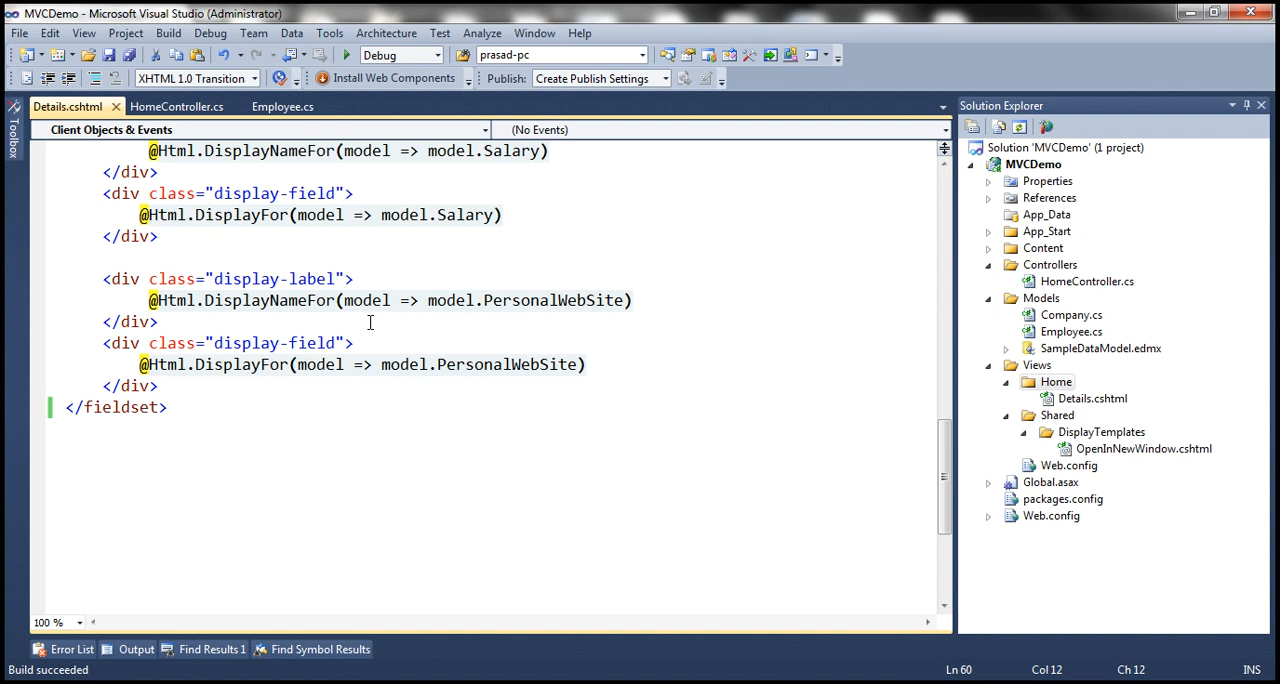 MVCDemo - Microsoft Visual Studio (Administrator)
File Edit View Project Build Debug Team Data Tools Architecture Test Analyze Window Help
Debug prasad-pc
XHTML 1.0 Transition Install Web Components Publish: Create Publish Settings
Details.cshtml HomeController.cs Employee.cs
Client Objects & Events (No Events)
Toolbox
@Html.DisplayNameFor(model => model.Salary)
</div>
<div class="display-field">
@Html.DisplayFor(model => model.Salary)
</div>
<div class="display-label">
@Html.DisplayNameFor(model => model.PersonalWebSite)
</div>
<div class="display-field">
@Html.DisplayFor(model => model.PersonalWebSite)
</div>
</fieldset>
100 %
Solution Explorer
Solution 'MVCDemo' (1 project)
MVCDemo
Properties
References
App_Data
App_Start
Content
Controllers
HomeController.cs
Models
Company.cs
Employee.cs
SampleDataModel.edmx
Views
Home
Details.cshtml
Shared
DisplayTemplates
OpenInNewWindow.cshtml
Web.config
Global.asax
packages.config
Web.config
Error List Output Find Results 1 Find Symbol Results
Build succeeded Ln 60 Col 12 Ch 12 INS